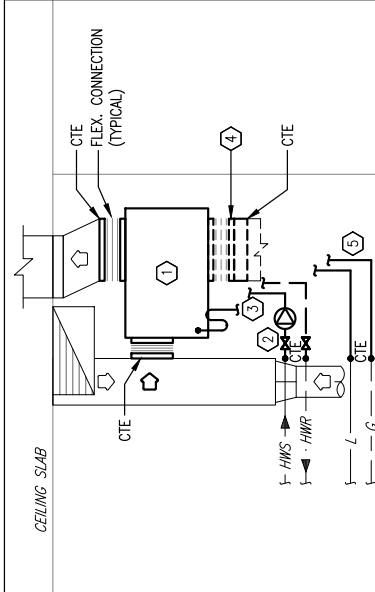 CTE
FLEX. CONNECTION
(TYPICAL)
4
CTE
1
5
3
2
CTE
CTE
CTE
CEILING SLAB
HWS
HWR
L
G